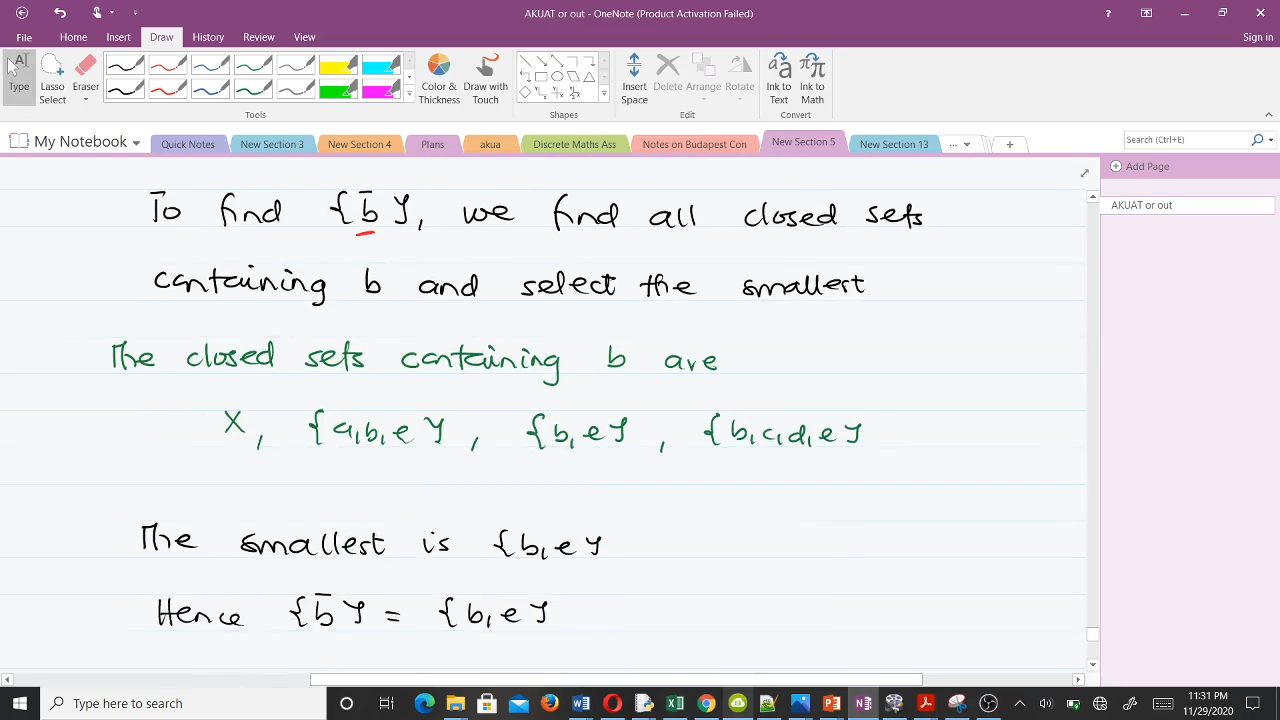 AKUAT or out - OneNote (Product Activation Failed)
File Home Insert Draw History Review View Sign in
Type Lasso Select Eraser Color & Thickness Draw with Touch Insert Space Delete Arrange Rotate Ink to Text Ink to Math
Tools Shapes Edit Convert
My Notebook Quick Notes New Section 3 New Section 4 Plans akua Discrete Maths Ass Notes on Budapest Con New Section 5 New Section 13 ... Search (Ctrl+E)
Add Page
AKUAT or out
To find {b̄}, we find all closed sets
containing b and select the smallest
The closed sets containing b are
X, {a,b,e}, {b,e}, {b,c,d,e}
The smallest is {b,e}
Hence {b̄} = {b,e}
Type here to search
11:31 PM
11/29/2020